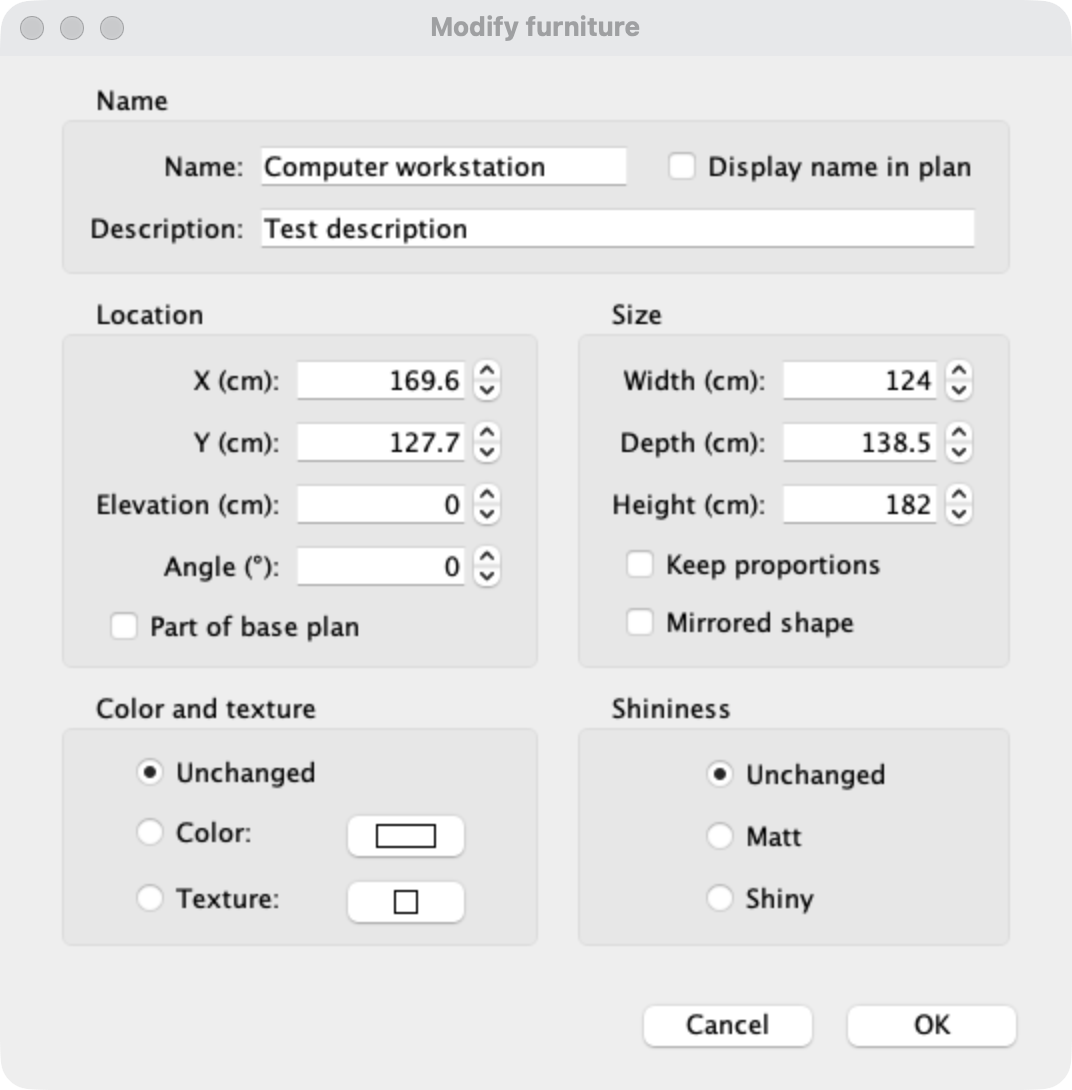 Modify furniture
Name
Name: Computer workstation Display name in plan
Description: Test description
Location
X (cm): 169.6
Y (cm): 127.7
Elevation (cm): 0
Angle (°): 0
Part of base plan
Size
Width (cm): 124
Depth (cm): 138.5
Height (cm): 182
Keep proportions
Mirrored shape
Color and texture
Unchanged
Color:
Texture:
Shininess
Unchanged
Matt
Shiny
Cancel OK